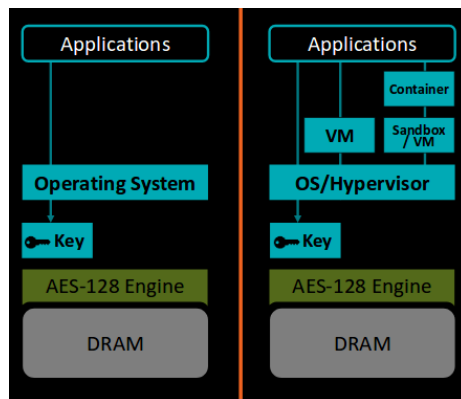 Applications
Operating System
Key
AES-128 Engine
DRAM
Applications
Container
VM
Sandbox
/ VM
OS/Hypervisor
Key
AES-128 Engine
DRAM